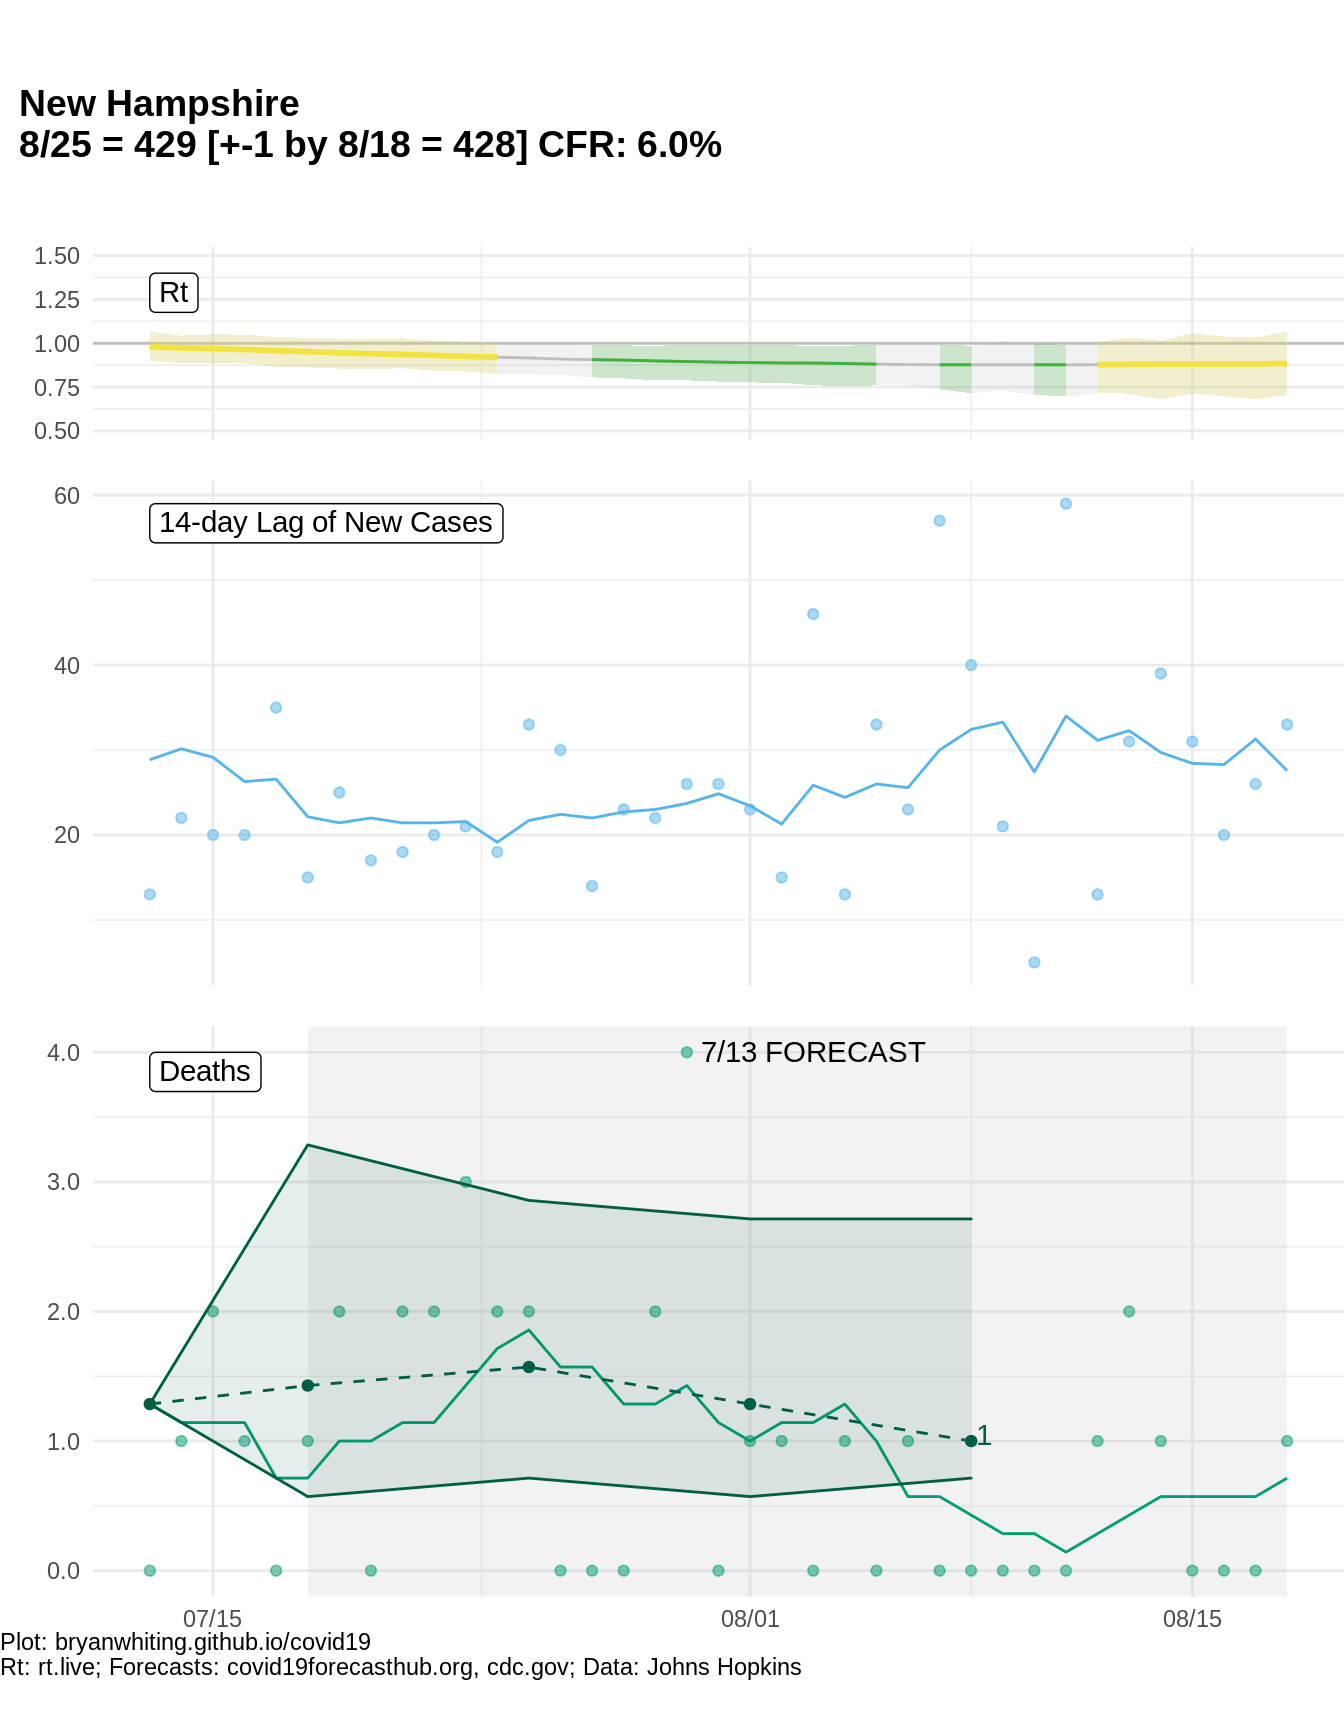 New Hampshire
8/25 = 429 [+-1 by 8/18 = 428] CFR: 6.0%
1.50
Rt
1.25
1.00
0.75
0.50
60
14-day Lag of New Cases
40
20
4.0
7/13 FORECAST
Deaths
3.0
2.0
1.0
1
0.0
07/15 08/01 08/15
Plot: bryanwhiting.github.io/covid19
Rt: rt.live; Forecasts: covid19forecasthub.org, cdc.gov; Data: Johns Hopkins